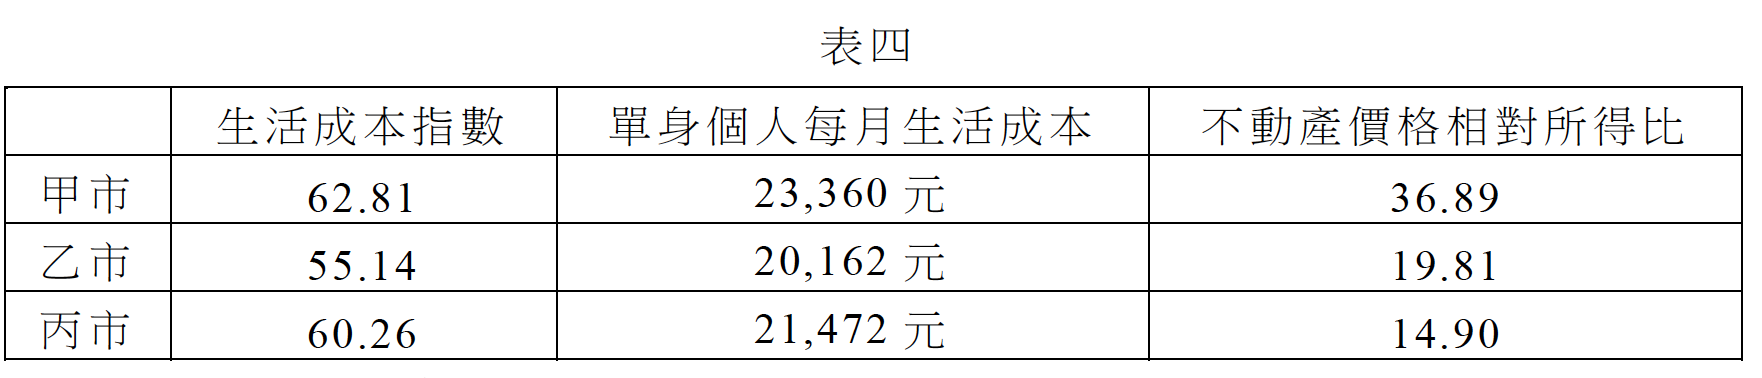 表四
生活成本指數 單身個人每月生活成本 不動產價格相對所得比
甲市 62.81 23,360 元 36.89
乙市 55.14 20,162 元 19.81
丙市 60.26 21,472 元 14.90